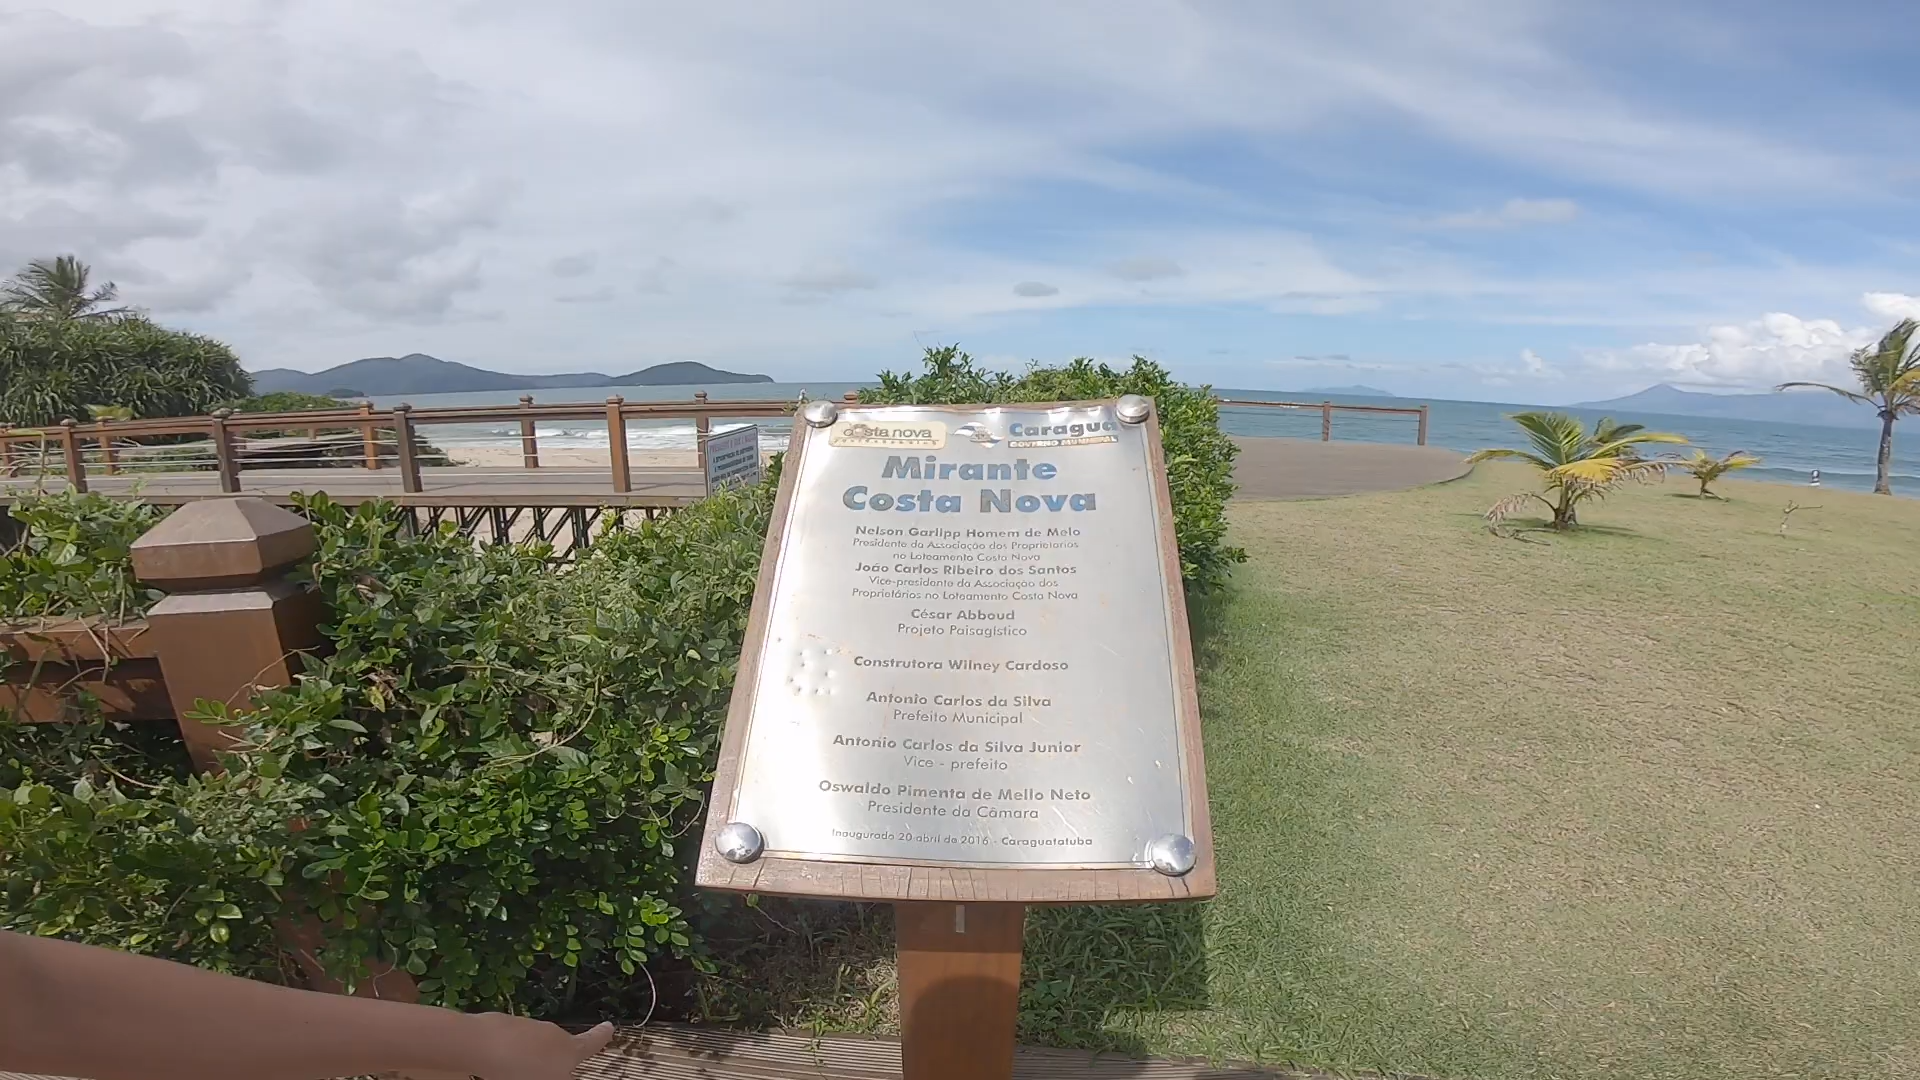 costa nova
Caragua
GOVERNO MUNICIPAL
Mirante
Costa Nova
Nelson Garlipp Homem de Melo
Presidente da Associação dos Proprietarios
no Loteamento Costa Nova
João Carlos Ribeiro dos Santos
Vice-presidente da Associação dos
Proprietários no Loteamento Costa Nova
César Abboud
Projeto Paisagístico
Construtora Wilney Cardoso
Antonio Carlos da Silva
Prefeito Municipal
Antonio Carlos da Silva Junior
Vice - prefeito
Oswaldo Pimenta de Mello Neto
Presidente da Câmara
Inaugurado 20 abril de 2016 - Caraguatatuba